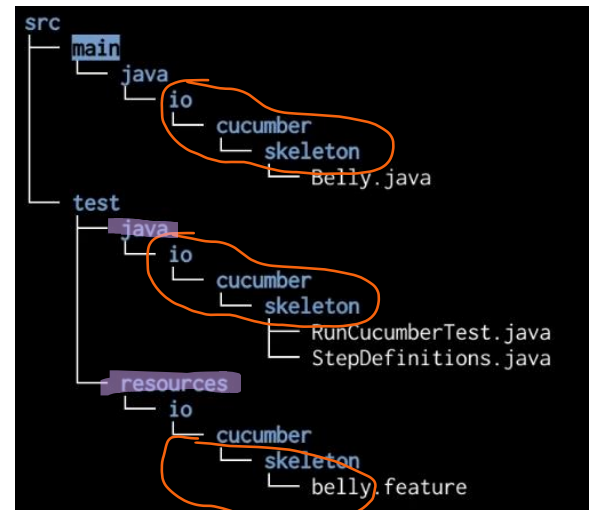 src
main
java
io
cucumber
skeleton
Belly.java
test
java
io
cucumber
skeleton
RunCucumberTest.java
StepDefinitions.java
resources
io
cucumber
skeleton
belly.feature